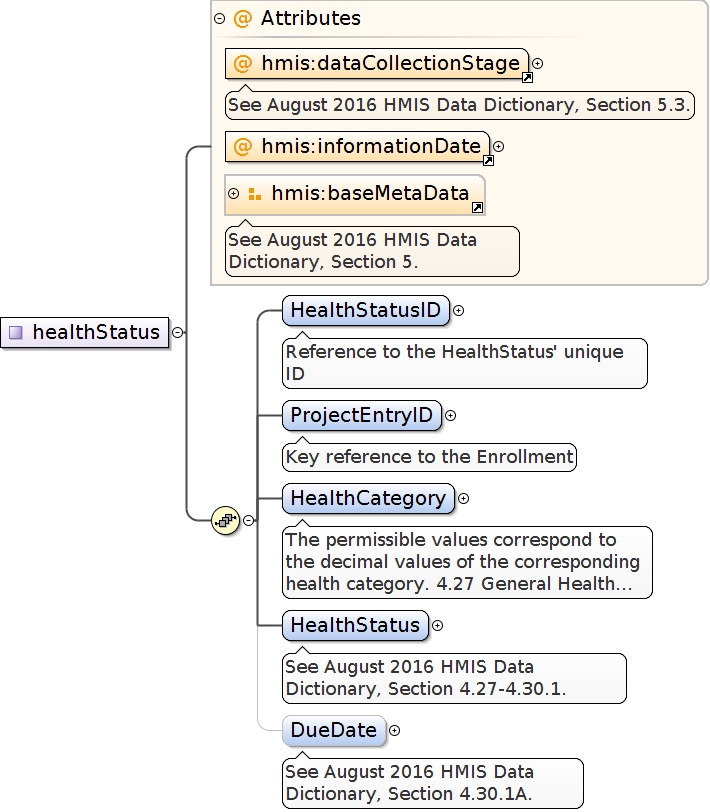 Attributes
hmis:dataCollectionStage
See August 2016 HMIS Data Dictionary, Section 5.3.
hmis:informationDate
hmis:baseMetaData
See August 2016 HMIS Data
Dictionary, Section 5.
healthStatus
HealthStatusID
Reference to the HealthStatus' unique
ID
ProjectEntryID
Key reference to the Enrollment
HealthCategory
The permissible values correspond to
the decimal values of the corresponding
health category. 4.27 General Health...
HealthStatus
See August 2016 HMIS Data
Dictionary, Section 4.27-4.30.1.
DueDate
See August 2016 HMIS Data
Dictionary, Section 4.30.1A.